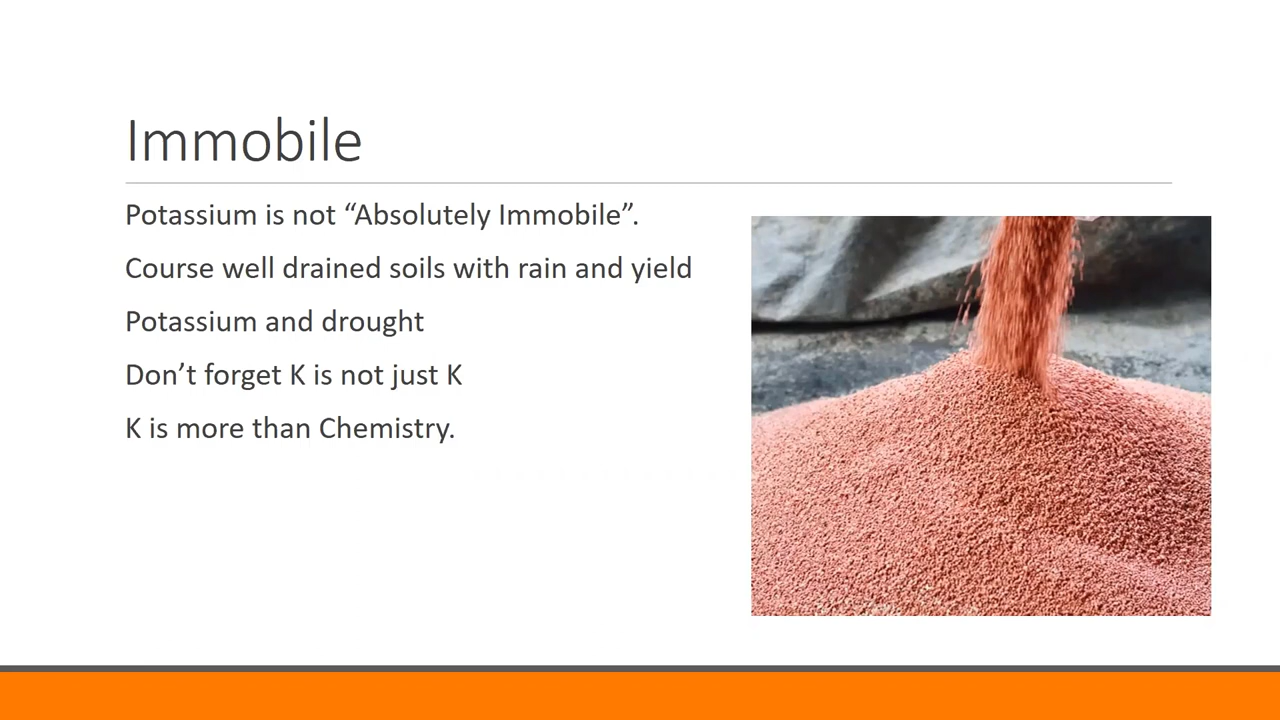 Immobile
Potassium is not “Absolutely Immobile”.
Course well drained soils with rain and yield
Potassium and drought
Don’t forget K is not just K
K is more than Chemistry.